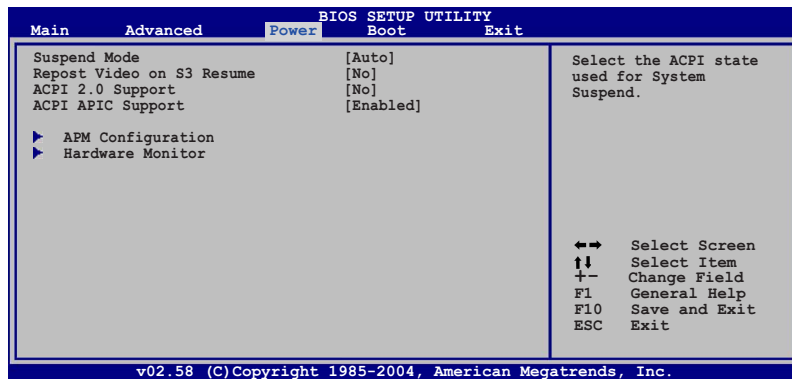 BIOS SETUP UTILITY
Main Advanced Power Boot Exit
Suspend Mode [Auto]
Repost Video on S3 Resume [No]
ACPI 2.0 Support [No]
ACPI APIC Support [Enabled]
APM Configuration
Hardware Monitor
Select the ACPI state
used for System
Suspend.
←→ Select Screen
↑↓ Select Item
+- Change Field
F1 General Help
F10 Save and Exit
ESC Exit
v02.58 (C)Copyright 1985-2004, American Megatrends, Inc.